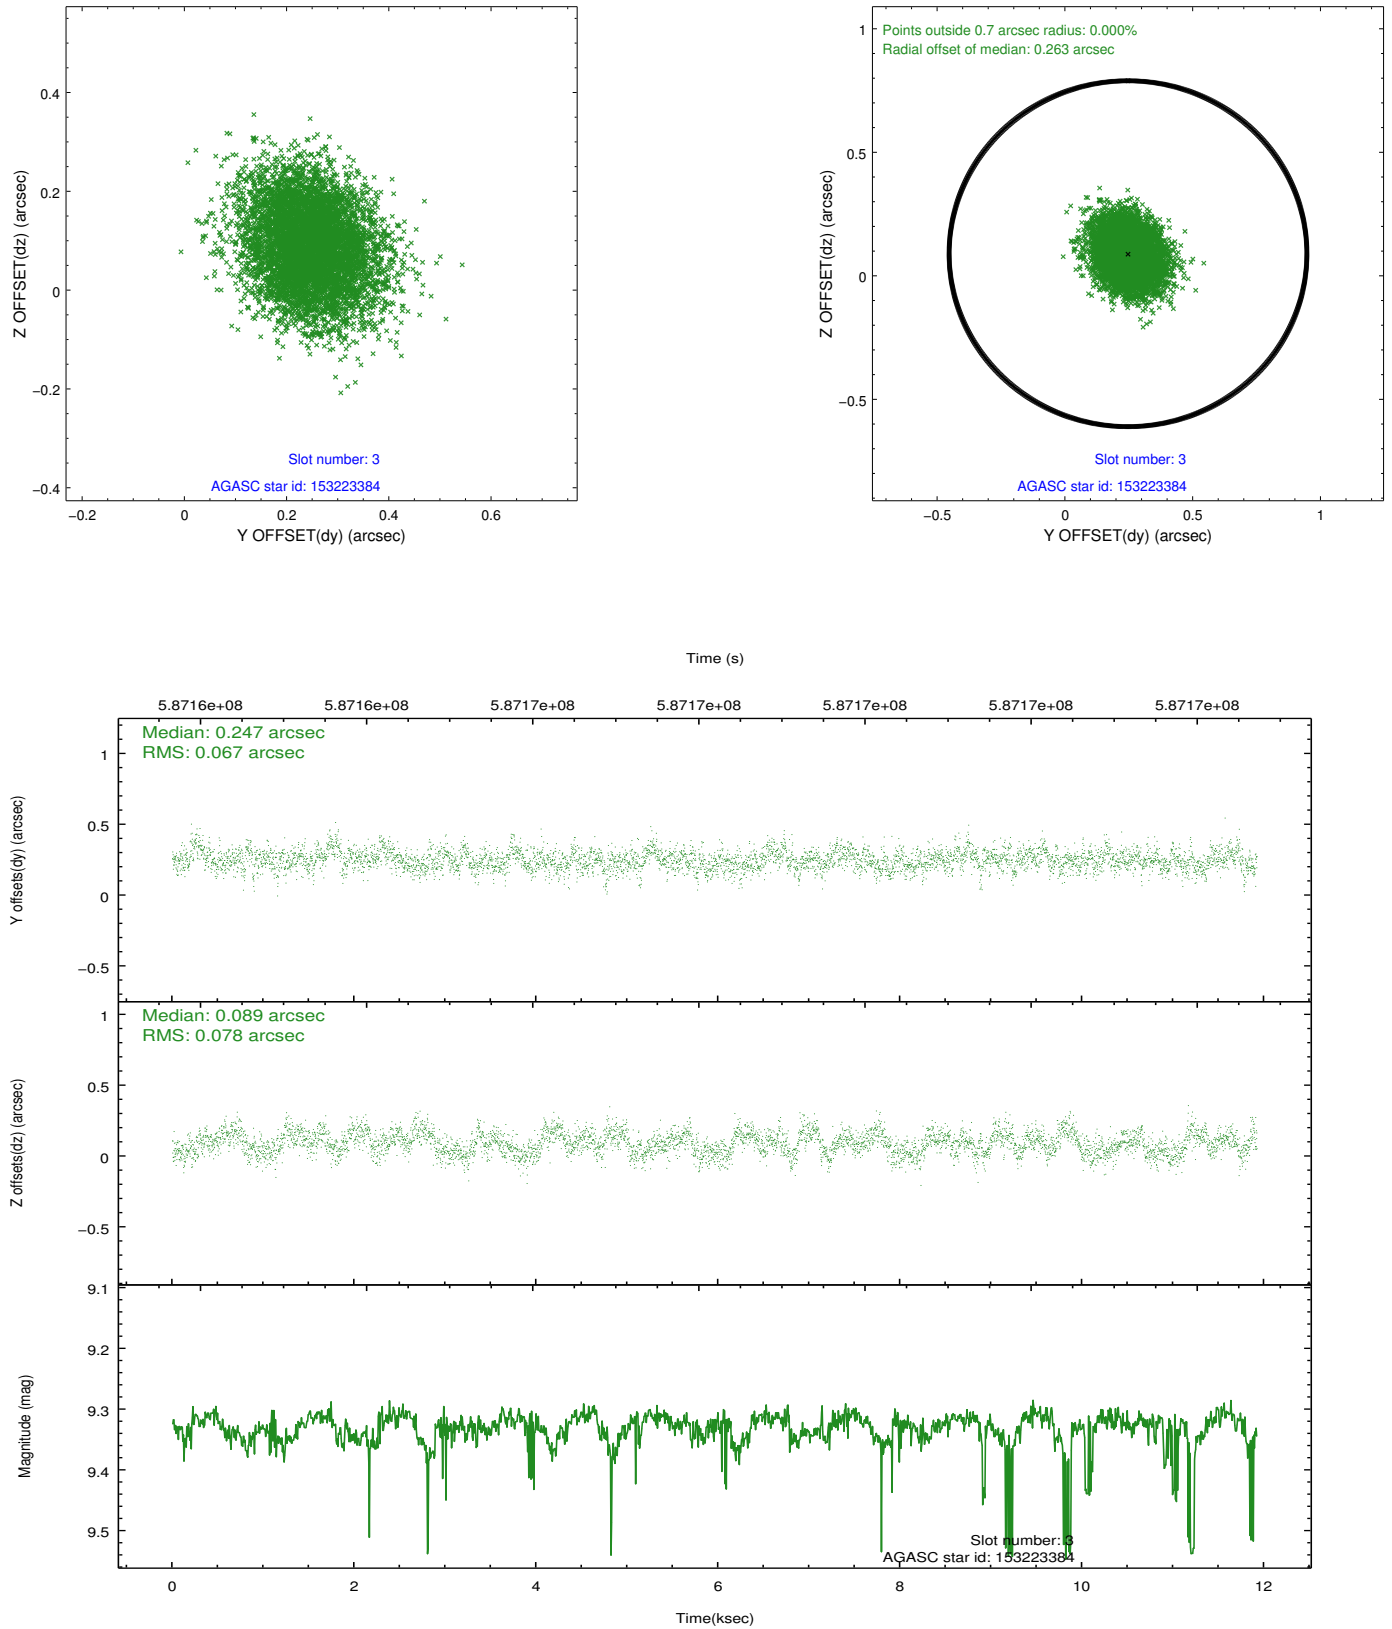 0.4
0.2
0
−0.2
−0.4
Z OFFSET(dz) (arcsec)
Slot number: 3
AGASC star id: 153223384
−0.2 0 0.2 0.4 0.6
Y OFFSET(dy) (arcsec)
Points outside 0.7 arcsec radius: 0.000%
Radial offset of median: 0.263 arcsec
1
0.5
0
−0.5
Z OFFSET(dz) (arcsec)
Slot number: 3
AGASC star id: 153223384
−0.5 0 0.5 1
Y OFFSET(dy) (arcsec)
Time (s)
5.8716e+08 5.8716e+08 5.8717e+08 5.8717e+08 5.8717e+08 5.8717e+08 5.8717e+08
Median: 0.247 arcsec
RMS: 0.067 arcsec
1
0.5
0
−0.5
Y offsets(dy) (arcsec)
Median: 0.089 arcsec
RMS: 0.078 arcsec
1
0.5
0
−0.5
Z offsets(dz) (arcsec)
9.1
9.2
9.3
9.4
9.5
Magnitude (mag)
Slot number: 3
AGASC star id: 153223384
0 2 4 6 8 10 12
Time(ksec)